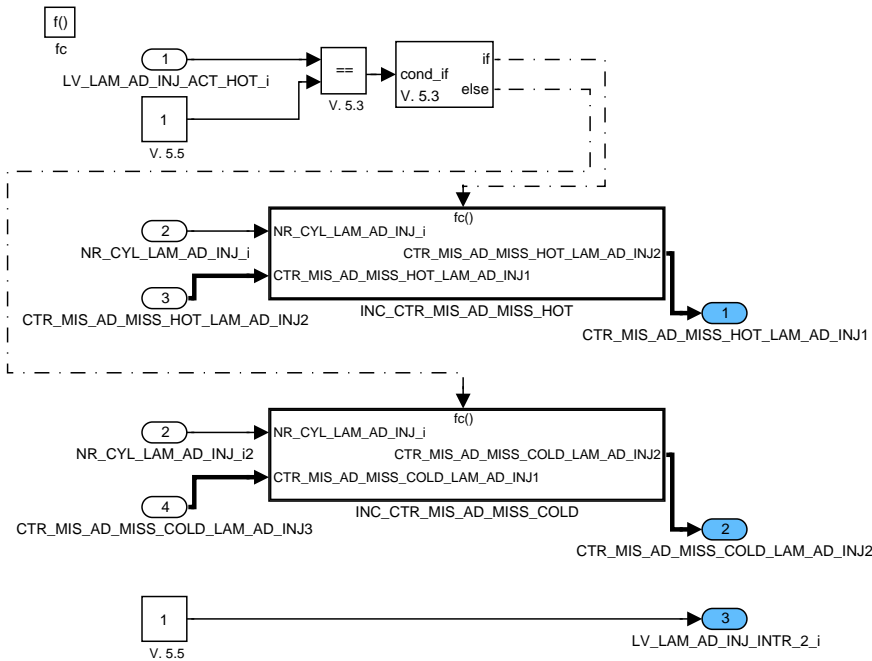 f()
fc
1
LV_LAM_AD_INJ_ACT_HOT_i
==
V. 5.3
cond_if
V. 5.3
if
else
1
V. 5.5
fc()
2
NR_CYL_LAM_AD_INJ_i
NR_CYL_LAM_AD_INJ_i
CTR_MIS_AD_MISS_HOT_LAM_AD_INJ2
3
CTR_MIS_AD_MISS_HOT_LAM_AD_INJ1
CTR_MIS_AD_MISS_HOT_LAM_AD_INJ2
INC_CTR_MIS_AD_MISS_HOT
1
CTR_MIS_AD_MISS_HOT_LAM_AD_INJ1
fc()
2
NR_CYL_LAM_AD_INJ_i
NR_CYL_LAM_AD_INJ_i2
CTR_MIS_AD_MISS_COLD_LAM_AD_INJ2
4
CTR_MIS_AD_MISS_COLD_LAM_AD_INJ1
CTR_MIS_AD_MISS_COLD_LAM_AD_INJ3
INC_CTR_MIS_AD_MISS_COLD
2
CTR_MIS_AD_MISS_COLD_LAM_AD_INJ2
1
V. 5.5
3
LV_LAM_AD_INJ_INTR_2_i